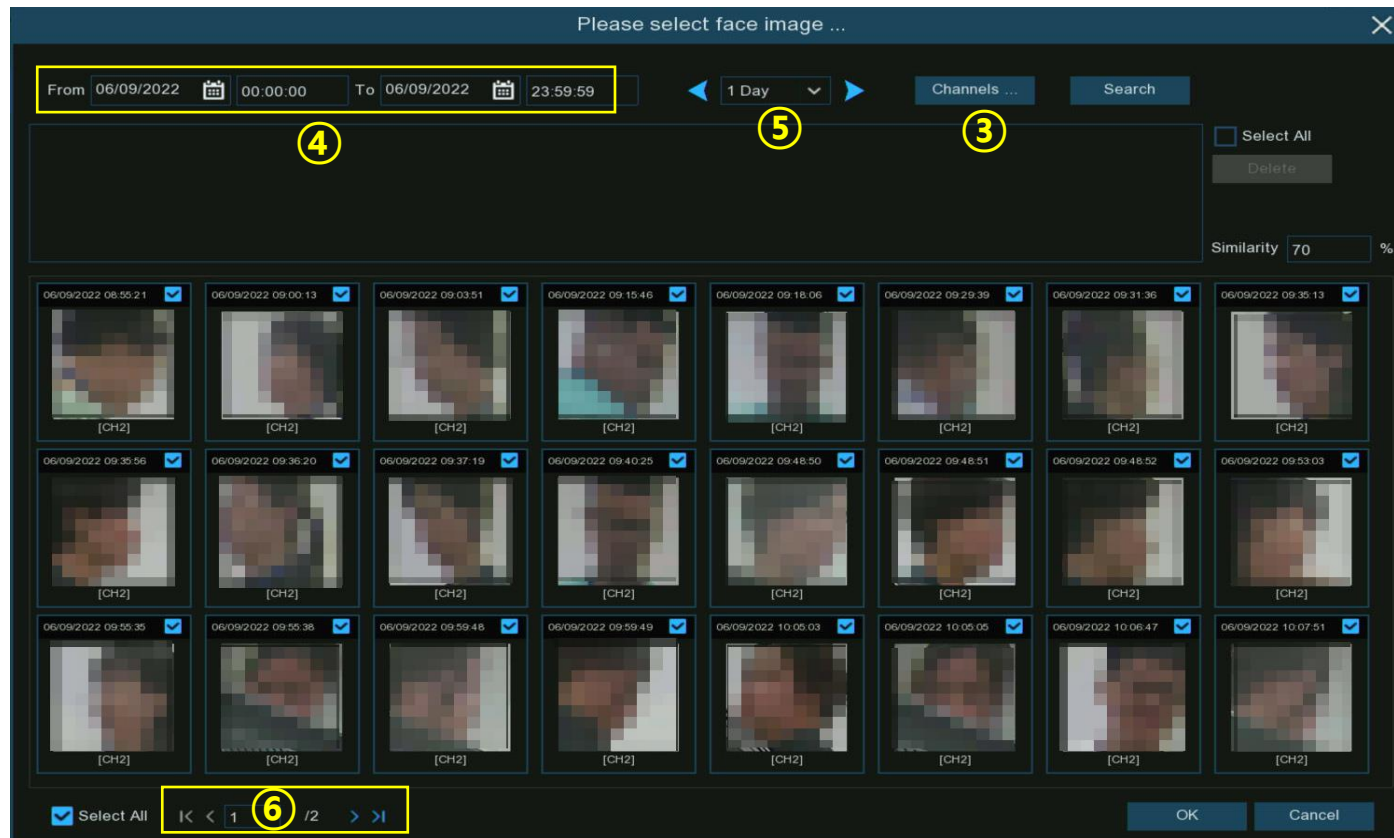 Please select face image ...
From 06/09/2022 00:00:00 To 06/09/2022 23:59:59 1 Day Channels ... Search
④ ⑤ ③
Select All
Delete
Similarity 70 %
06/09/2022 08:55:21 06/09/2022 09:00:13 06/09/2022 09:03:51 06/09/2022 09:15:46 06/09/2022 09:18:06 06/09/2022 09:29:39 06/09/2022 09:31:36 06/09/2022 09:35:13
[CH2] [CH2] [CH2] [CH2] [CH2] [CH2] [CH2] [CH2]
06/09/2022 09:35:56 06/09/2022 09:36:20 06/09/2022 09:37:19 06/09/2022 09:40:25 06/09/2022 09:48:50 06/09/2022 09:48:51 06/09/2022 09:48:52 06/09/2022 09:53:03
[CH2] [CH2] [CH2] [CH2] [CH2] [CH2] [CH2] [CH2]
06/09/2022 09:55:35 06/09/2022 09:55:38 06/09/2022 09:59:48 06/09/2022 09:59:49 06/09/2022 10:05:03 06/09/2022 10:05:05 06/09/2022 10:06:47 06/09/2022 10:07:51
[CH2] [CH2] [CH2] [CH2] [CH2] [CH2] [CH2] [CH2]
Select All 1 ⑥ /2 OK Cancel